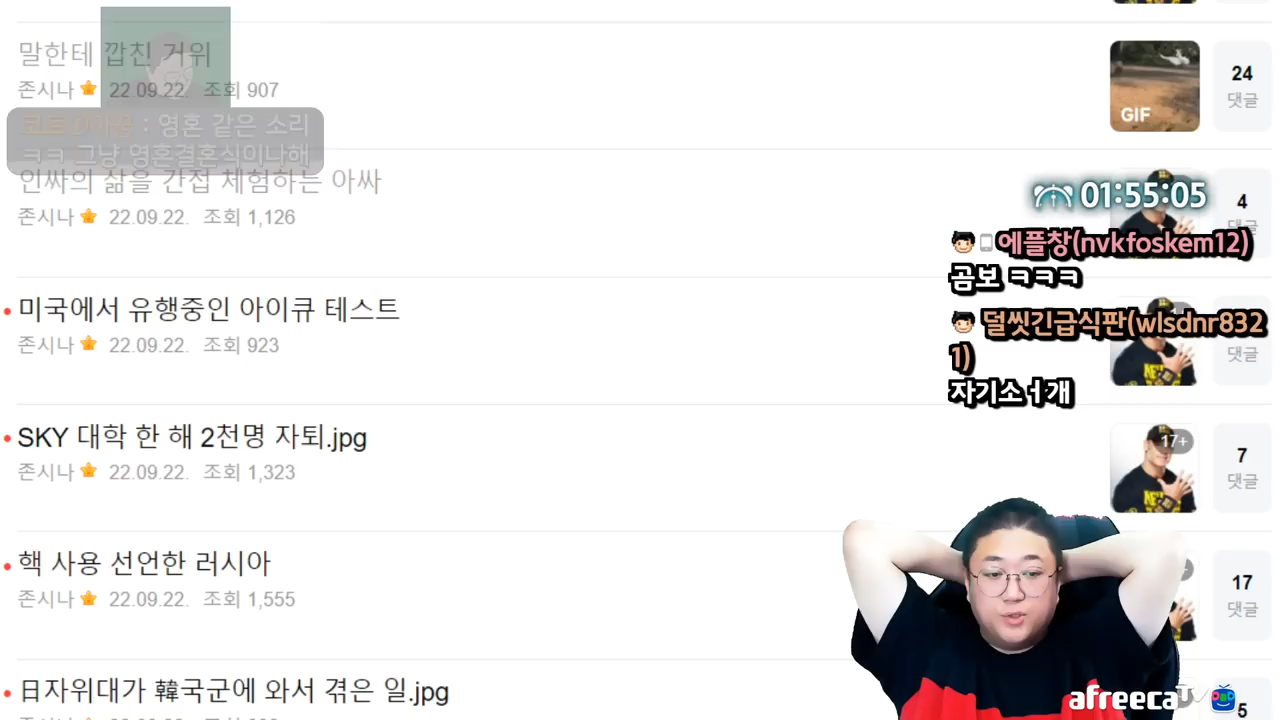 말한테 깝친 거위
존시나 22.09.22. 조회 907
GIF
24
댓글
: 영혼 같은 소리
ㅋㅋ 그냥 영혼결혼식이나해
인싸의 삶을 간접 체험하는 아싸
존시나 22.09.22. 조회 1,126
4
댓글
01:55:05
에플창(nvkfoskem12)
곰보 ㅋㅋㅋ
덜씻긴급식판(wlsdnr832
1)
자기소ㅓ개
미국에서 유행중인 아이큐 테스트
존시나 22.09.22. 조회 923
댓글
SKY 대학 한 해 2천명 자퇴.jpg
존시나 22.09.22. 조회 1,323
17+
7
댓글
핵 사용 선언한 러시아
존시나 22.09.22. 조회 1,555
17
댓글
日자위대가 韓국군에 와서 겪은 일.jpg
5
afreecaTV